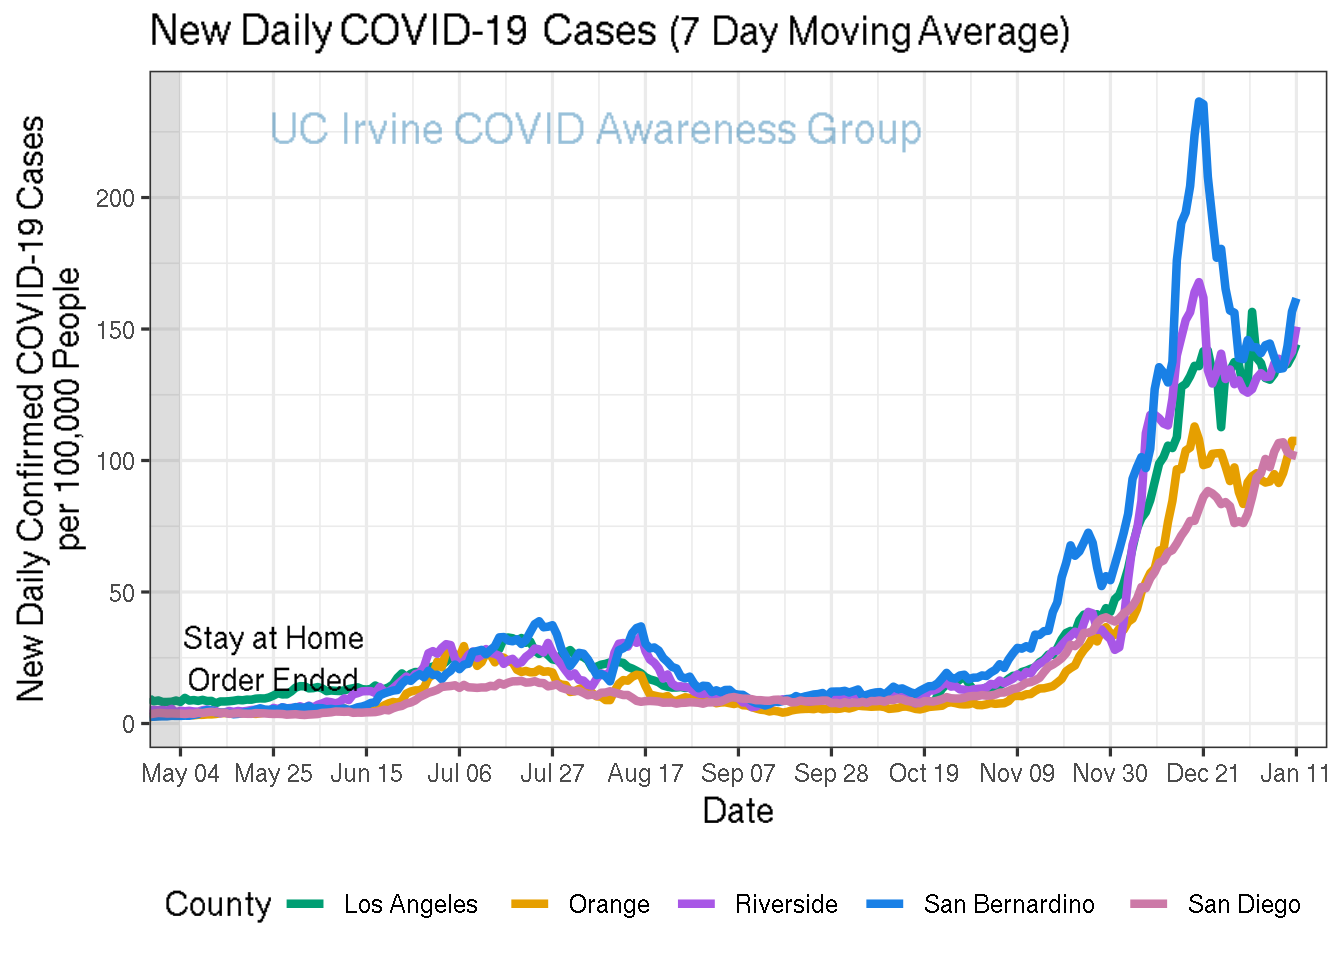 New Daily COVID-19 Cases (7 Day Moving Average)
UC Irvine COVID Awareness Group
New Daily Confirmed COVID-19 Cases
per 100,000 People
200
150
100
50
0
Stay at Home
Order Ended
May 04 May 25 Jun 15 Jul 06 Jul 27 Aug 17 Sep 07 Sep 28 Oct 19 Nov 09 Nov 30 Dec 21 Jan 11
Date
County Los Angeles Orange Riverside San Bernardino San Diego